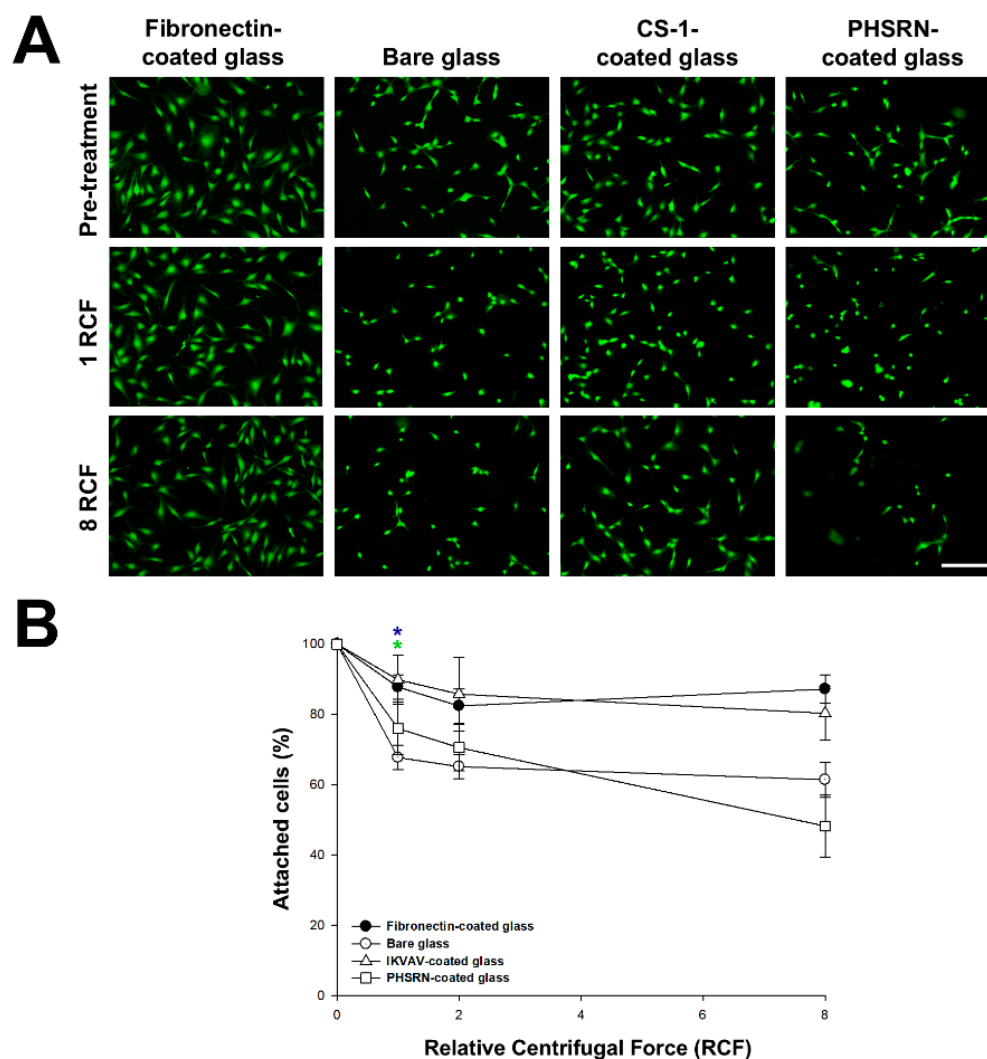 A
Fibronectin-
coated glass
Bare glass
CS-1-
coated glass
PHSRN-
coated glass
Pre-treatment
1 RCF
8 RCF
B
*
*
100
80
60
40
20
0
Attached cells (%)
Fibronectin-coated glass
Bare glass
IKVAV-coated glass
PHSRN-coated glass
0 2 4 6 8
Relative Centrifugal Force (RCF)